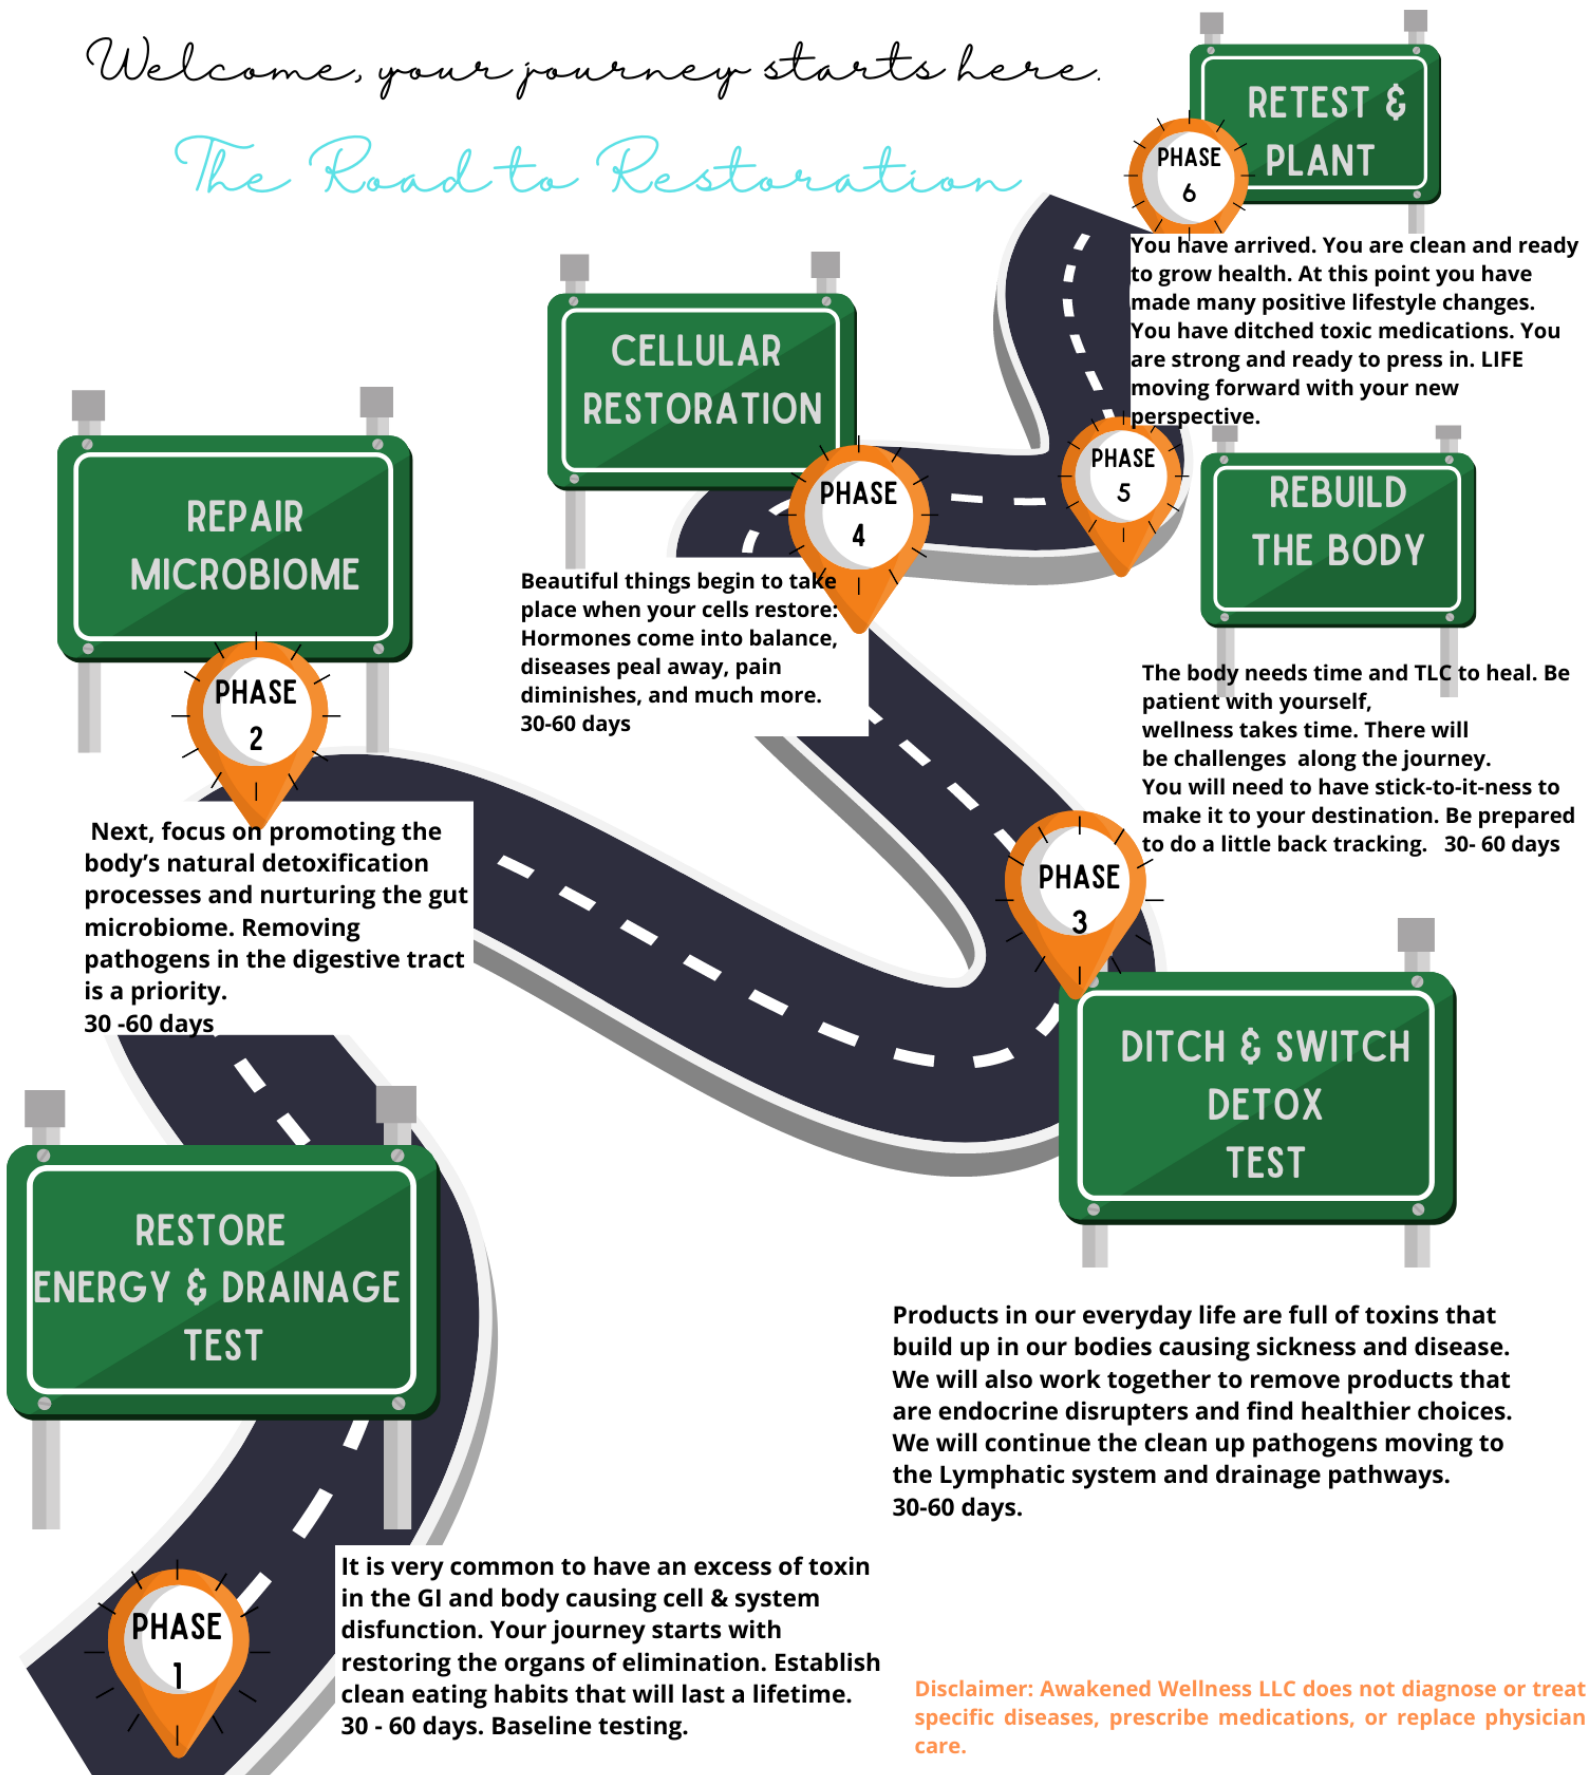 Welcome, your journey starts here.
The Road to Restoration
RETEST &
PLANT
PHASE
6
You have arrived. You are clean and ready
to grow health. At this point you have
made many positive lifestyle changes.
You have ditched toxic medications. You
are strong and ready to press in. LIFE
moving forward with your new
perspective.
CELLULAR
RESTORATION
PHASE
4
Beautiful things begin to take
place when your cells restore:
Hormones come into balance,
diseases peal away, pain
diminishes, and much more.
30-60 days
PHASE
5
REBUILD
THE BODY
The body needs time and TLC to heal. Be
patient with yourself,
wellness takes time. There will
be challenges along the journey.
You will need to have stick-to-it-ness to
make it to your destination. Be prepared
to do a little back tracking. 30- 60 days
REPAIR
MICROBIOME
PHASE
2
Next, focus on promoting the
body’s natural detoxification
processes and nurturing the gut
microbiome. Removing
pathogens in the digestive tract
is a priority.
30 -60 days
PHASE
3
DITCH & SWITCH
DETOX
TEST
Products in our everyday life are full of toxins that
build up in our bodies causing sickness and disease.
We will also work together to remove products that
are endocrine disrupters and find healthier choices.
We will continue the clean up pathogens moving to
the Lymphatic system and drainage pathways.
30-60 days.
RESTORE
ENERGY & DRAINAGE
TEST
PHASE
1
It is very common to have an excess of toxin
in the GI and body causing cell & system
disfunction. Your journey starts with
restoring the organs of elimination. Establish
clean eating habits that will last a lifetime.
30 - 60 days. Baseline testing.
Disclaimer: Awakened Wellness LLC does not diagnose or treat
specific diseases, prescribe medications, or replace physician
care.